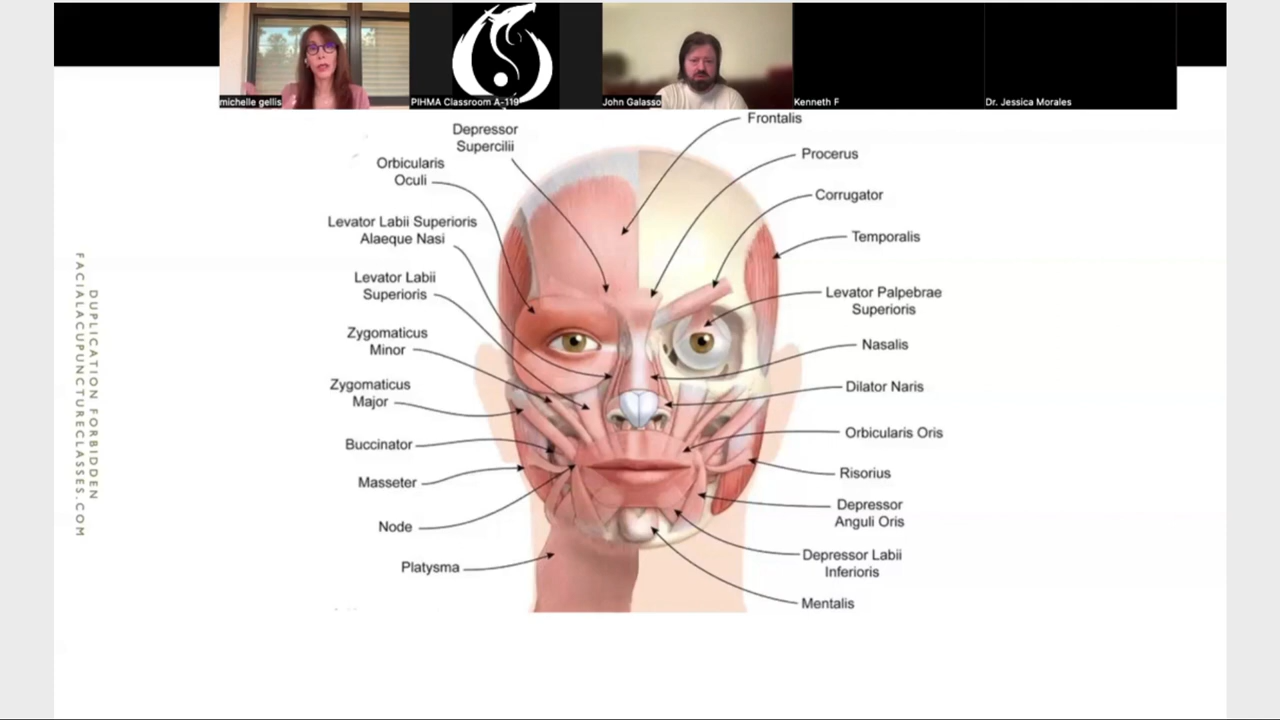 michelle gellis
PIHMA Classroom A-119
John Galasso
Kenneth F
Dr. Jessica Morales
Depressor
Supercilii
Orbicularis
Oculi
Levator Labii Superioris
Alaeque Nasi
Levator Labii
Superioris
Zygomaticus
Minor
Zygomaticus
Major
Buccinator
Masseter
Node
Platysma
Frontalis
Procerus
Corrugator
Temporalis
Levator Palpebrae
Superioris
Nasalis
Dilator Naris
Orbicularis Oris
Risorius
Depressor
Anguli Oris
Depressor Labii
Inferioris
Mentalis
DUPLICATION FORBIDDEN
FACIALACUPUNCTURECLASSES.COM